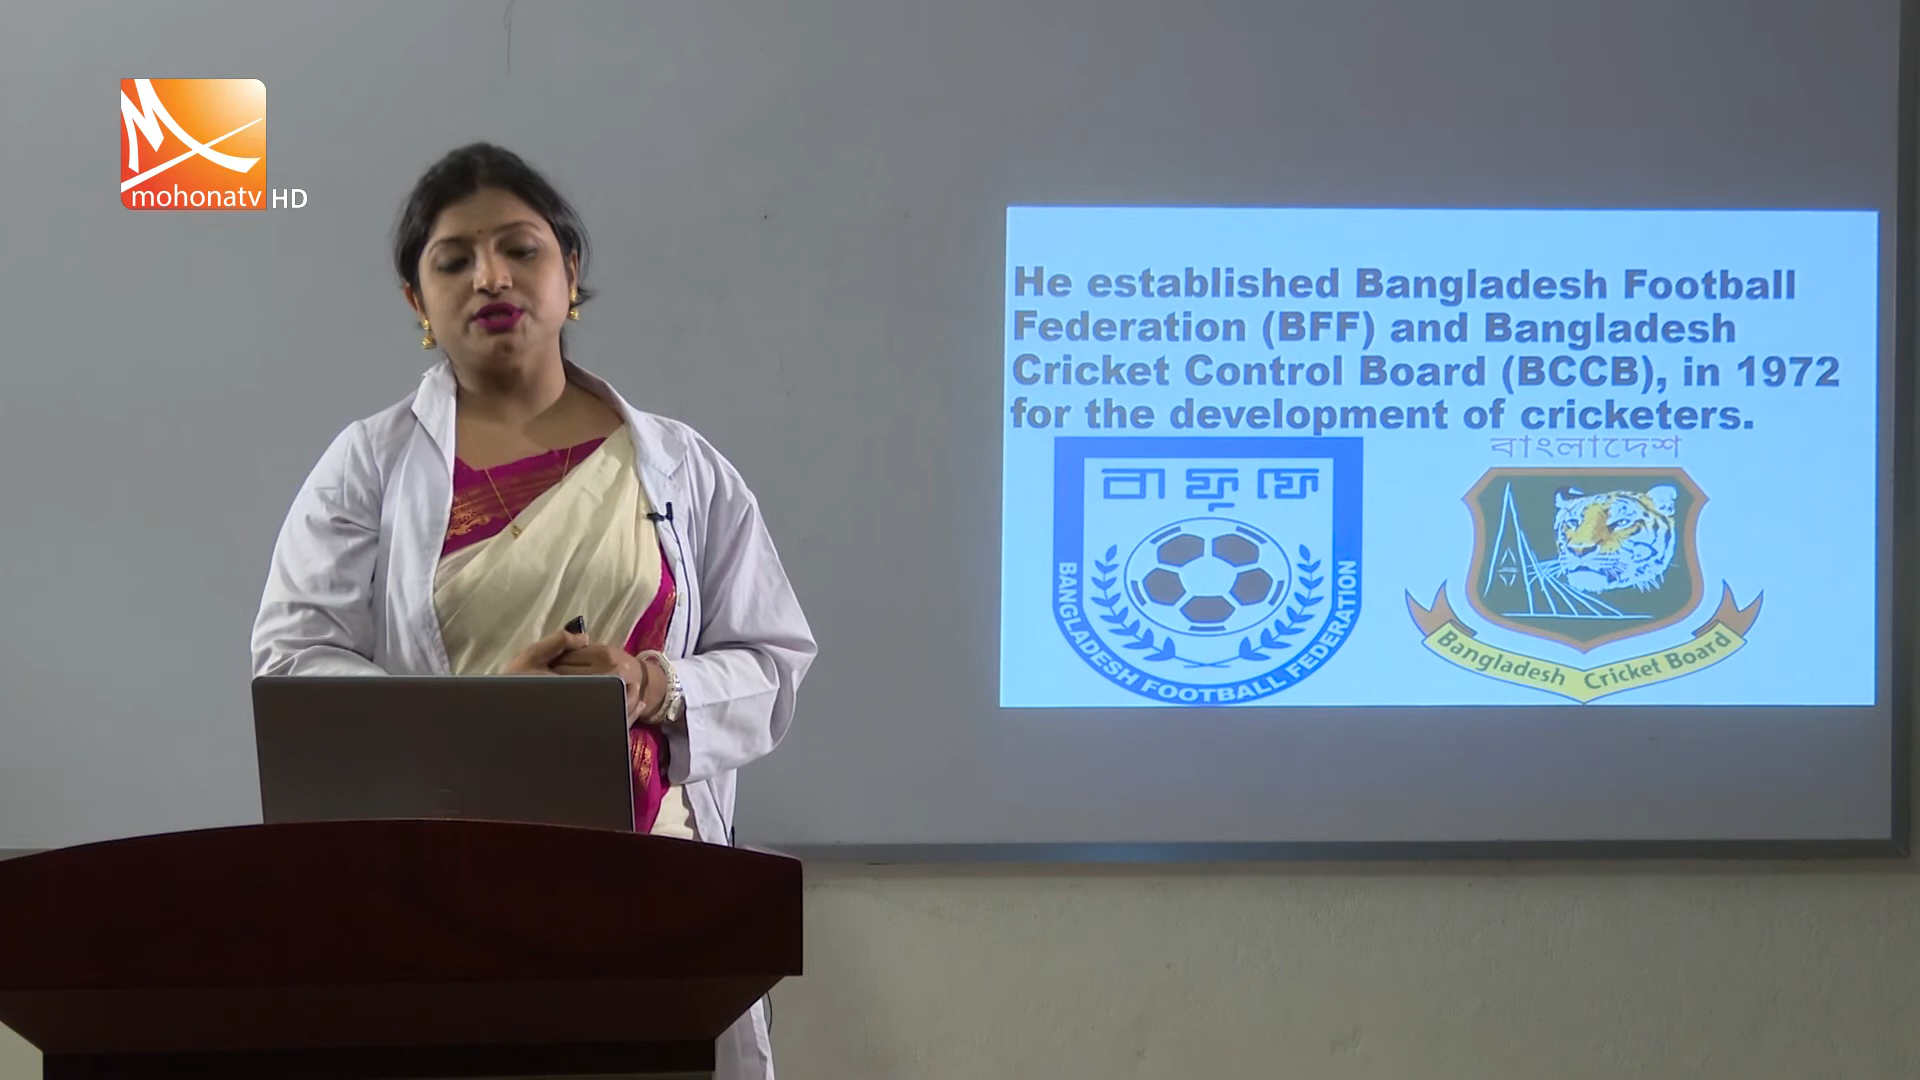 mohonatv HD
He established Bangladesh Football
Federation (BFF) and Bangladesh
Cricket Control Board (BCCB), in 1972
for the development of cricketers.
বাফুফে
BANGLADESH FOOTBALL FEDERATION
বাংলাদেশ
Bangladesh Cricket Board